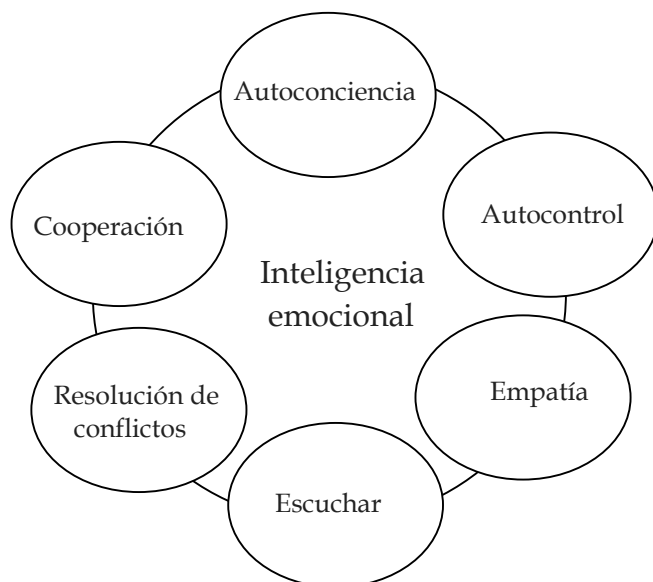 Autoconciencia
Autocontrol
Cooperación
Inteligencia
emocional
Empatía
Resolución de
conflictos
Escuchar